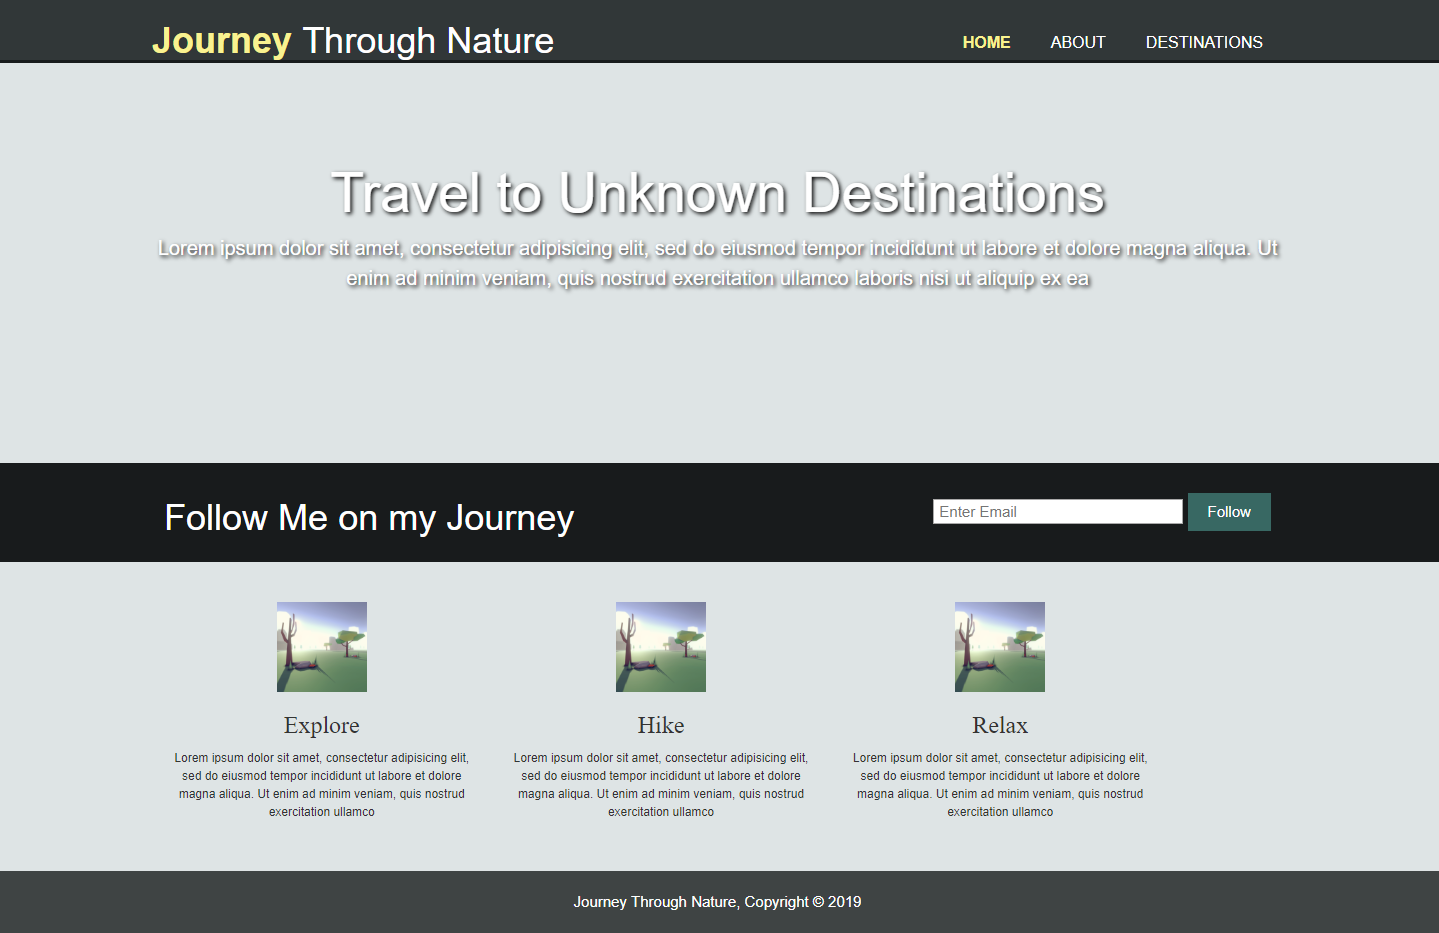 Journey Through Nature
HOME ABOUT DESTINATIONS
Travel to Unknown Destinations
Lorem ipsum dolor sit amet, consectetur adipisicing elit, sed do eiusmod tempor incididunt ut labore et dolore magna aliqua. Ut
enim ad minim veniam, quis nostrud exercitation ullamco laboris nisi ut aliquip ex ea
Follow Me on my Journey
Enter Email
Follow
Explore
Lorem ipsum dolor sit amet, consectetur adipisicing elit,
sed do eiusmod tempor incididunt ut labore et dolore
magna aliqua. Ut enim ad minim veniam, quis nostrud
exercitation ullamco
Hike
Lorem ipsum dolor sit amet, consectetur adipisicing elit,
sed do eiusmod tempor incididunt ut labore et dolore
magna aliqua. Ut enim ad minim veniam, quis nostrud
exercitation ullamco
Relax
Lorem ipsum dolor sit amet, consectetur adipisicing elit,
sed do eiusmod tempor incididunt ut labore et dolore
magna aliqua. Ut enim ad minim veniam, quis nostrud
exercitation ullamco
Journey Through Nature, Copyright © 2019